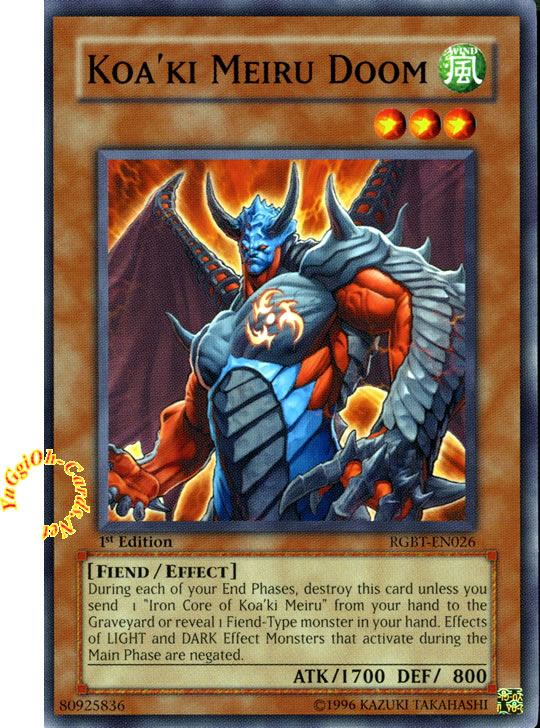 KOA'KI MEIRU DOOM
WIND
風
YuGgiOh-Cards.Net
1st Edition
RGBT-EN026
[FIEND / EFFECT]
During each of your End Phases, destroy this card unless you
send 1 "Iron Core of Koa'ki Meiru" from your hand to the
Graveyard or reveal 1 Fiend-Type monster in your hand. Effects
of LIGHT and DARK Effect Monsters that activate during the
Main Phase are negated.
ATK/1700 DEF/ 800
80925836
©1996 KAZUKI TAKAHASHI